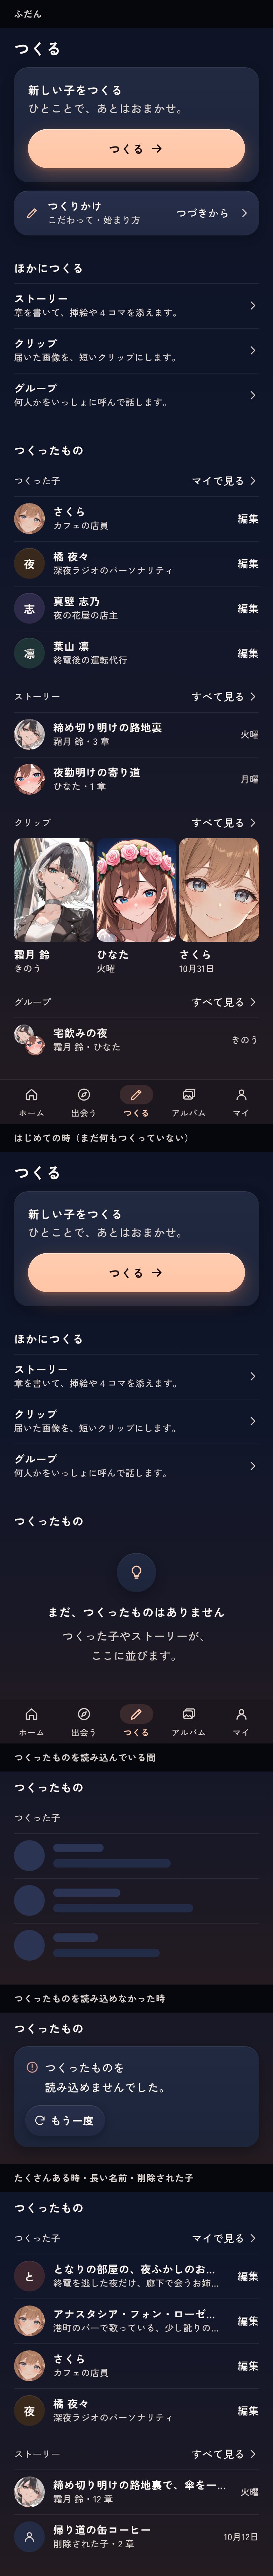 ふだん
つくる
新しい子をつくる
ひとことで、あとはおまかせ。
つくる →
つくりかけ
こだわって・始まり方
つづきから
ほかにつくる
ストーリー
章を書いて、挿絵や4コマを添えます。
クリップ
届いた画像を、短いクリップにします。
グループ
何人かをいっしょに呼んで話します。
つくったもの
つくった子
マイで見る
さくら
カフェの店員
編集
夜
橘 夜々
深夜ラジオのパーソナリティ
編集
志
真壁 志乃
夜の花屋の店主
編集
凛
葉山 凛
終電後の運転代行
編集
ストーリー
すべて見る
締め切り明けの路地裏
霜月 鈴・3 章
火曜
夜勤明けの寄り道
ひなた・1 章
月曜
クリップ
すべて見る
霜月 鈴
きのう
ひなた
火曜
さくら
10月31日
グループ
すべて見る
宅飲みの夜
霜月 鈴・ひなた
きのう
ホーム
出会う
つくる
アルバム
マイ
はじめての時（まだ何もつくっていない）
つくる
新しい子をつくる
ひとことで、あとはおまかせ。
つくる →
ほかにつくる
ストーリー
章を書いて、挿絵や4コマを添えます。
クリップ
届いた画像を、短いクリップにします。
グループ
何人かをいっしょに呼んで話します。
つくったもの
まだ、つくったものはありません
つくった子やストーリーが、
ここに並びます。
ホーム
出会う
つくる
アルバム
マイ
つくったものを読み込んでいる間
つくったもの
つくった子
つくったものを読み込めなかった時
つくったもの
つくったものを
読み込めませんでした。
もう一度
たくさんある時・長い名前・削除された子
つくったもの
つくった子
マイで見る
と
となりの部屋の、夜ふかしのお…
終電を逃した夜だけ、廊下で会うお姉…
編集
アナスタシア・フォン・ローゼ…
港町のバーで歌っている、少し訛りの…
編集
さくら
カフェの店員
編集
夜
橘 夜々
深夜ラジオのパーソナリティ
編集
ストーリー
すべて見る
締め切り明けの路地裏で、傘を一…
霜月 鈴・12 章
火曜
帰り道の缶コーヒー
削除された子・2 章
10月12日